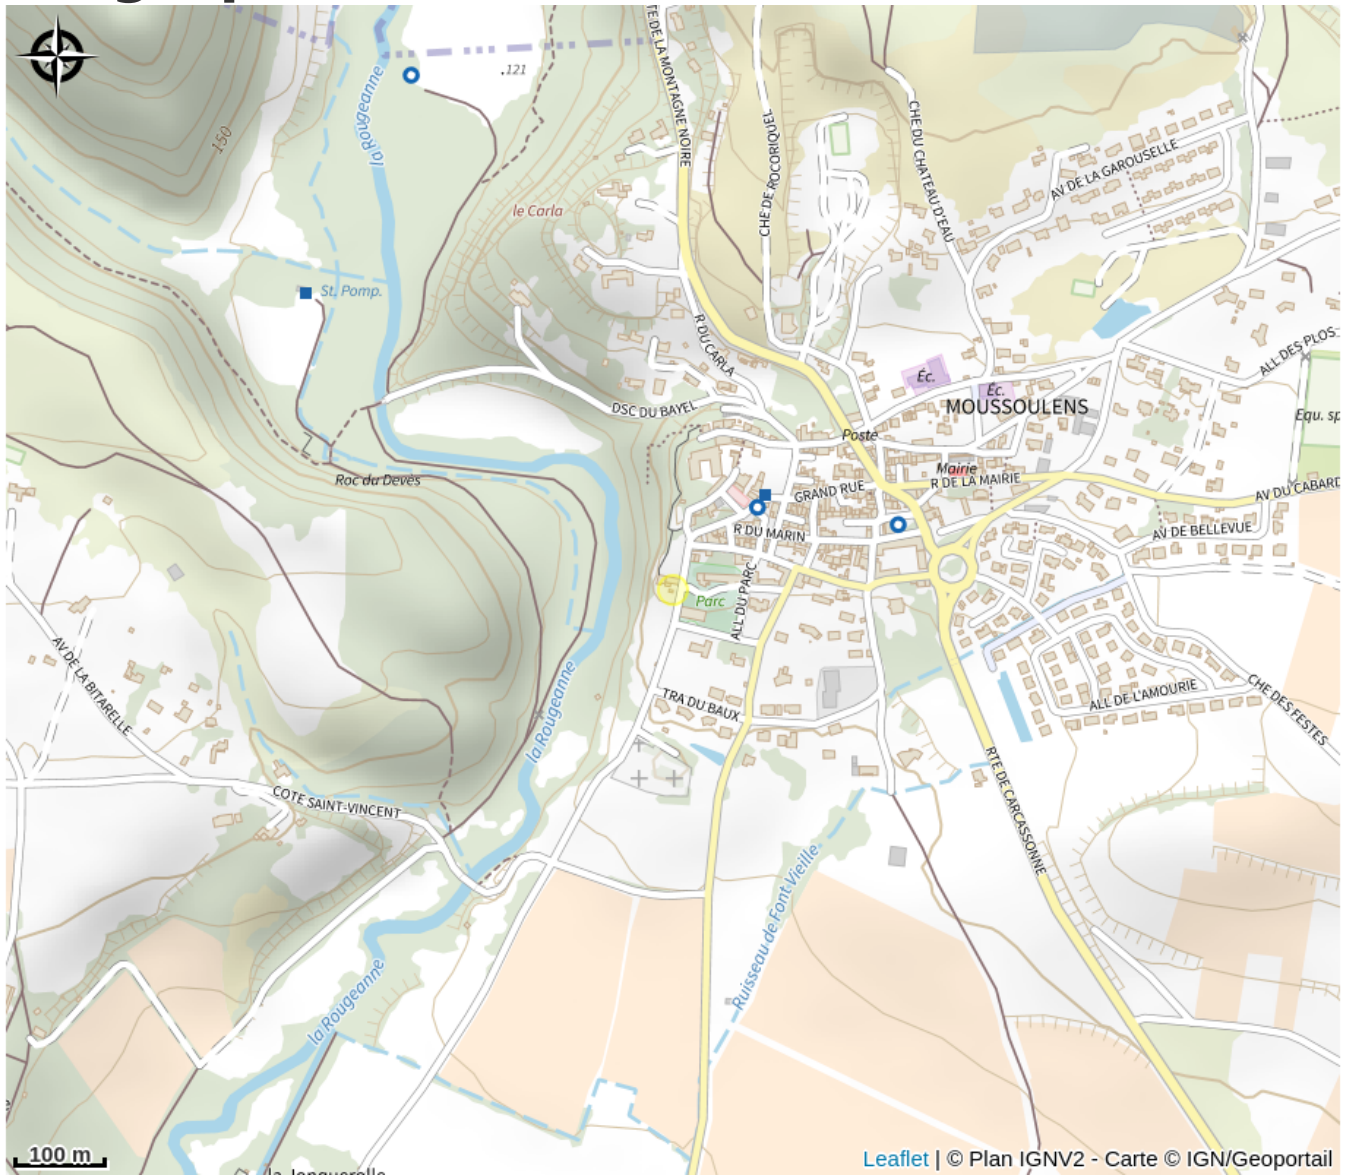 TE DE LA MONTAGNE NOIRE
.121
la Rougeanne
150
CHE DE ROCORIQUEL
CHE DU CHATEAU D'EAU
AV DE LA GAROUSELLE
le Carla
St. Pomp.
R DU CARLA
ALL DES PLOS
Éc.
Éc.
DSC DU BAYEL
MOUSSOULENS
Equ. sp
Poste
Mairie
Roc du Devès
GRAND RUE
R DE LA MAIRIE
AV DU CABARD
R DU MARIN
AV DE BELLEVUE
Parc
ALL DU PARC
AV DE LA BITARELLE
la Rougeanne
TRA DU BAUX
ALL DE L'AMOURIE
CHE DES FESTES
COTE SAINT-VINCENT
RTE DE CARCASSONNE
Ruisseau de Font Vieille
la Rougeanne
100 m
Leaflet | © Plan IGNV2 - Carte © IGN/Geoportail